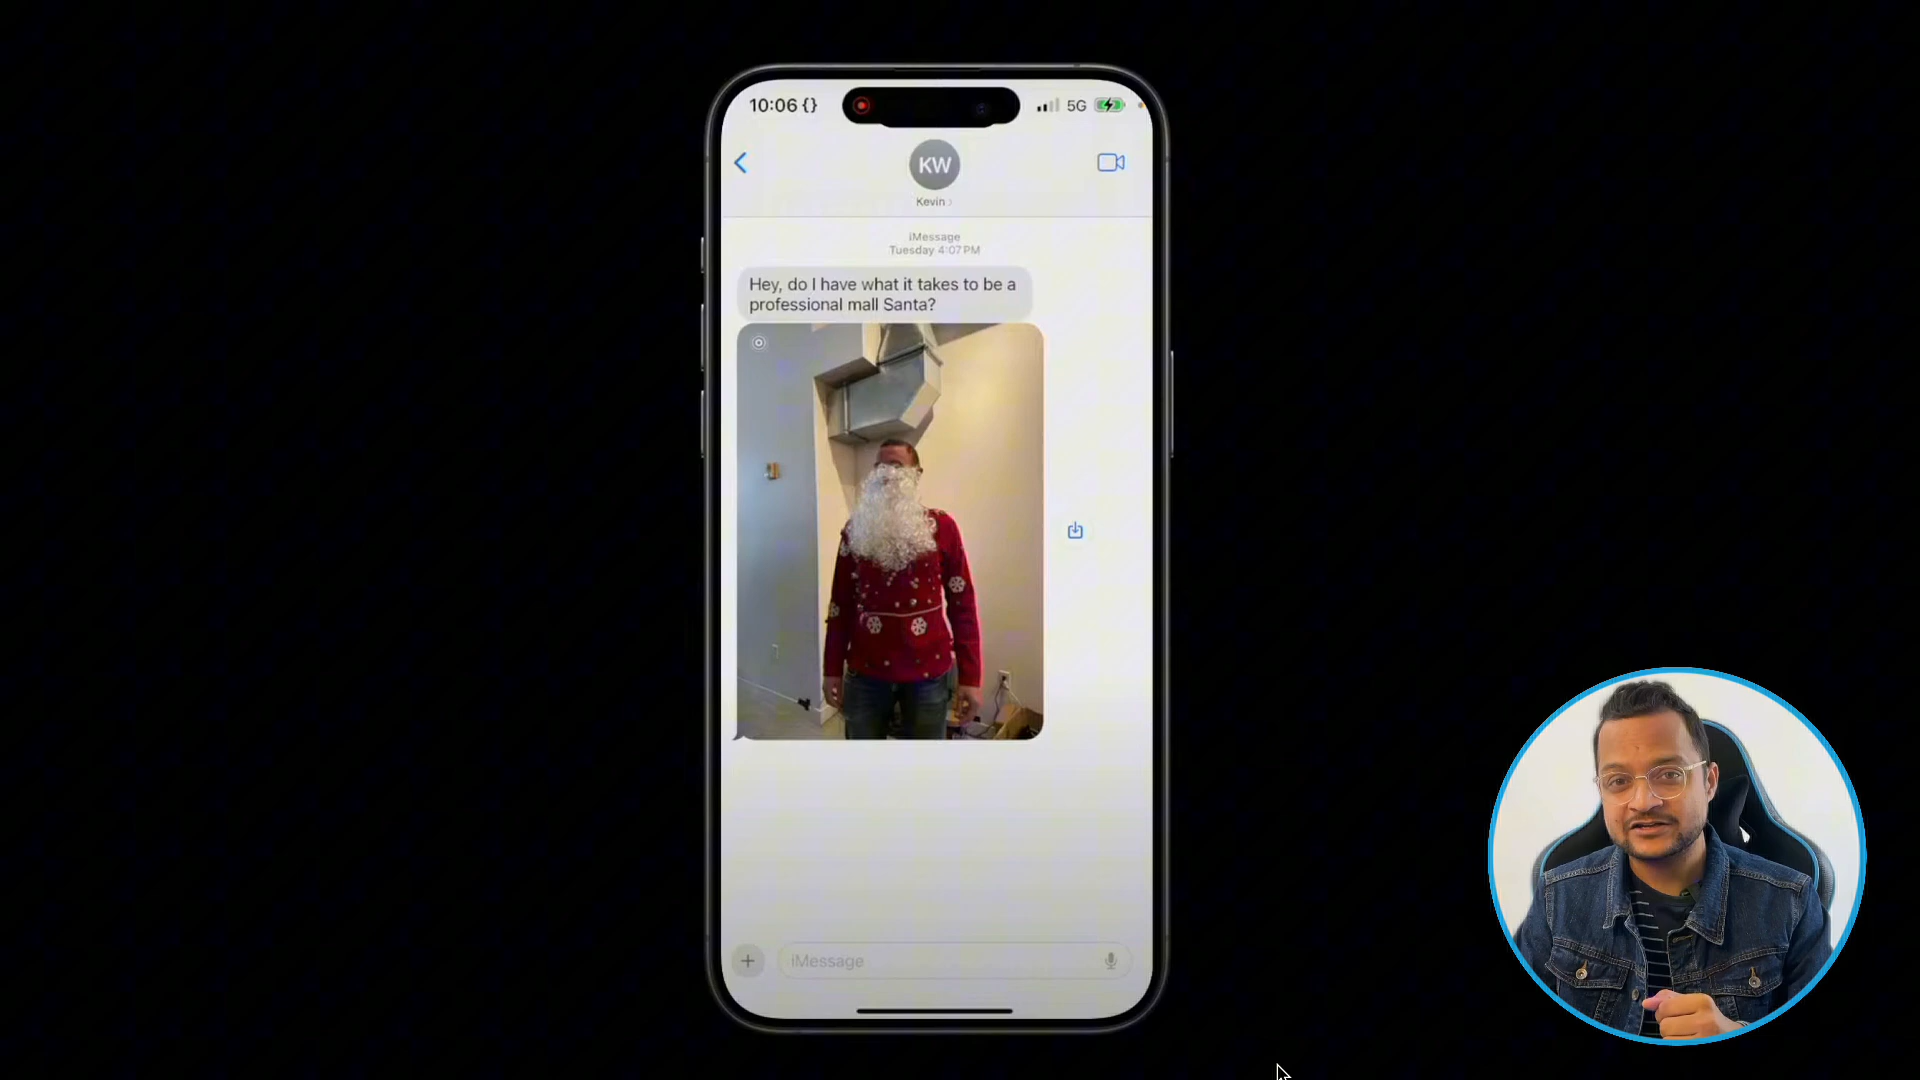 10:06 {}
5G
KW
Kevin
iMessage
Tuesday 4:07 PM
Hey, do I have what it takes to be a
professional mall Santa?
iMessage